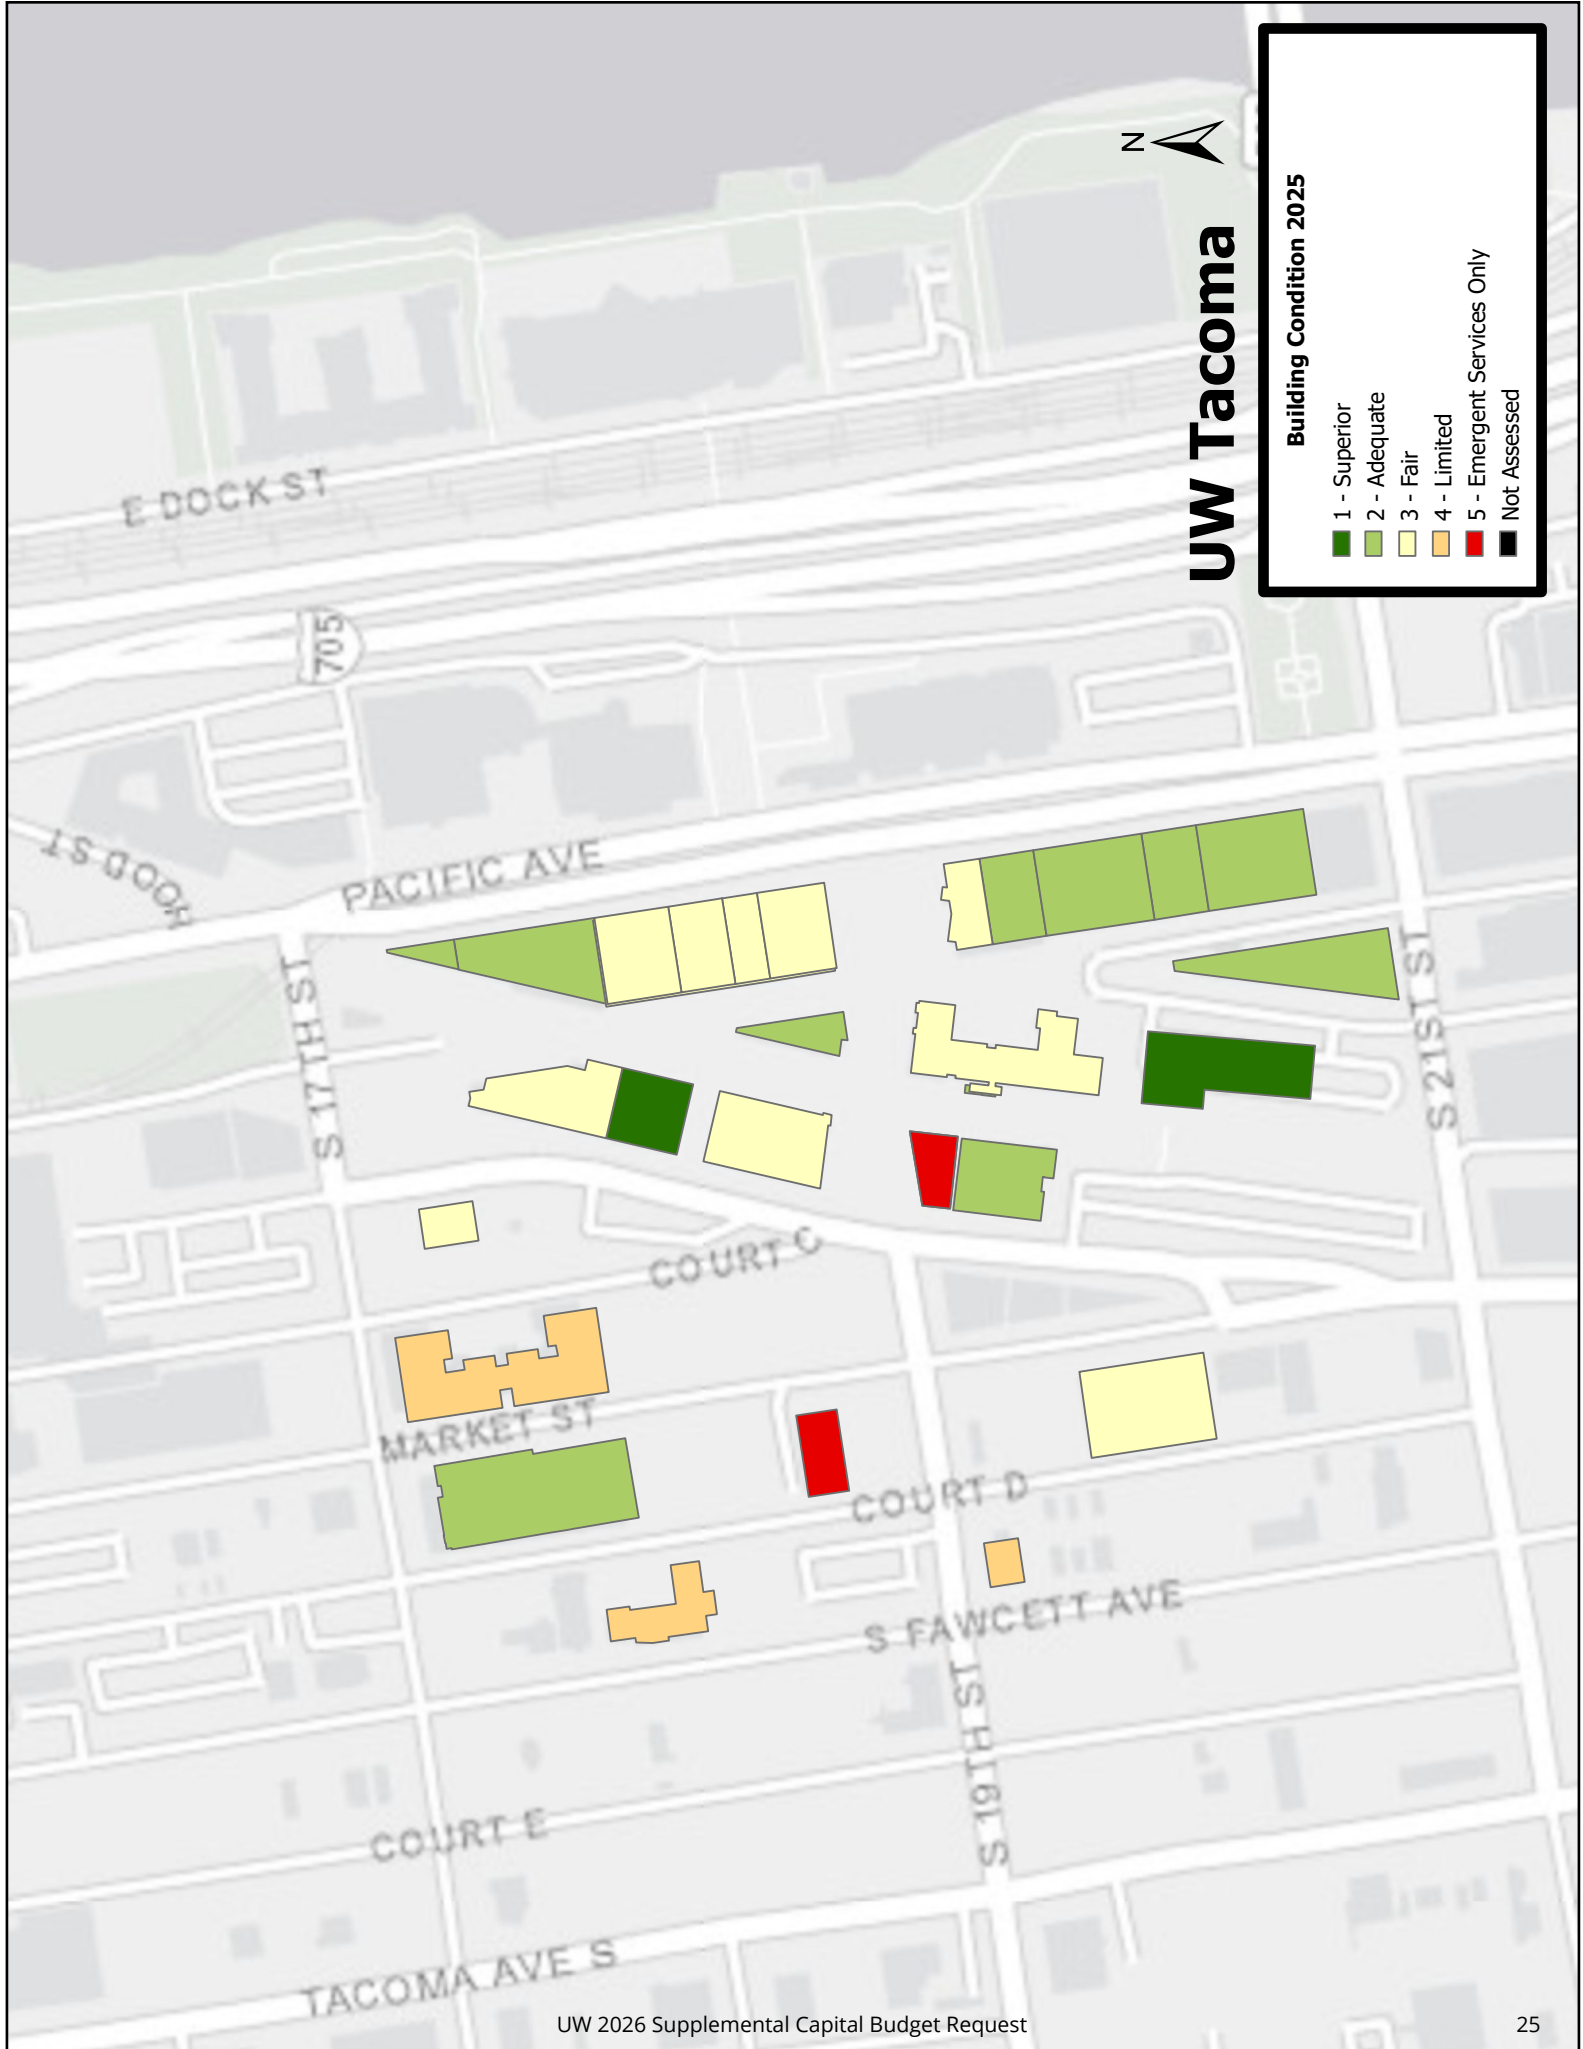 UW Tacoma
N
Building Condition 2025
1 - Superior
2 - Adequate
3 - Fair
4 - Limited
5 - Emergent Services Only
Not Assessed
E DOCK ST
705
HOOD ST
PACIFIC AVE
S 17TH ST
S 21ST ST
COURT C
MARKET ST
COURT D
S FAWCETT AVE
S 19TH ST
COURT E
TACOMA AVE S
UW 2026 Supplemental Capital Budget Request
25